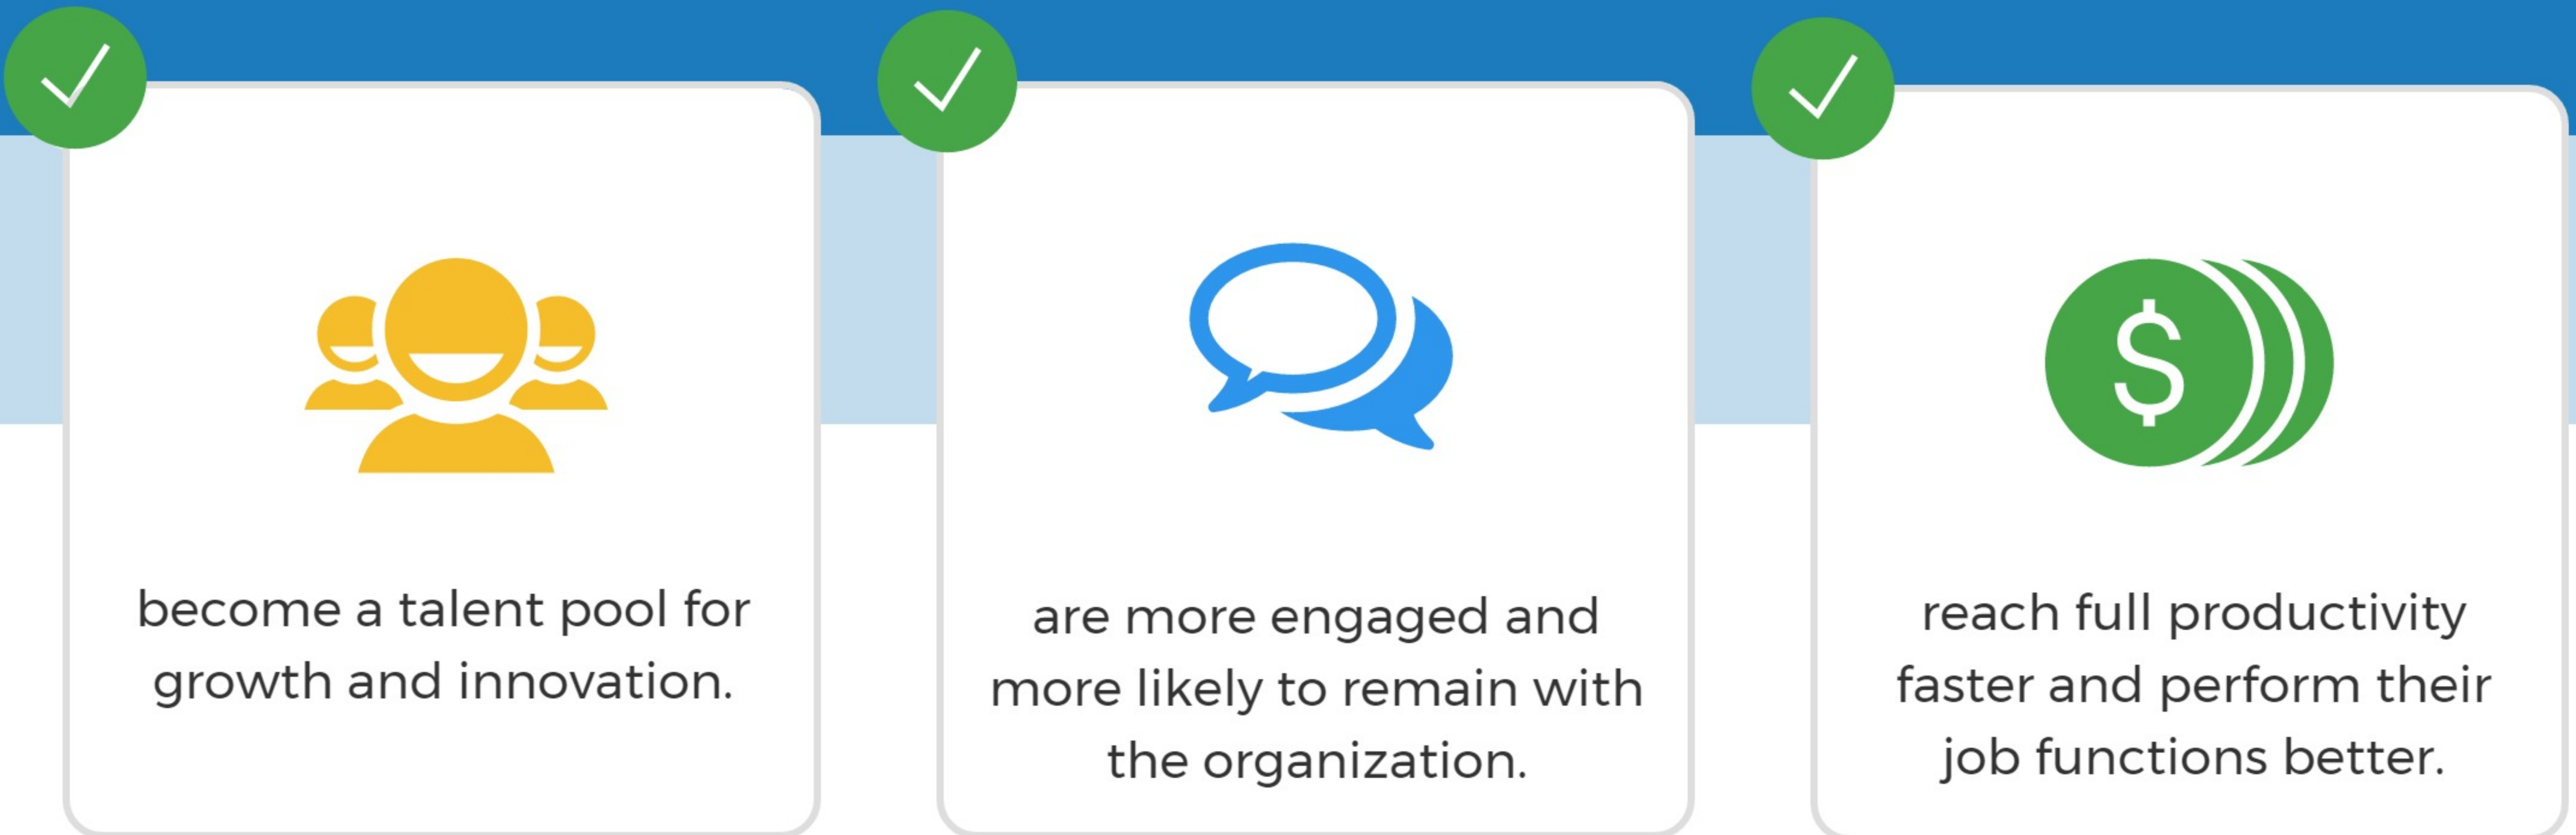 become a talent pool for
growth and innovation.
are more engaged and
more likely to remain with
the organization.
$
reach full productivity
faster and perform their
job functions better.